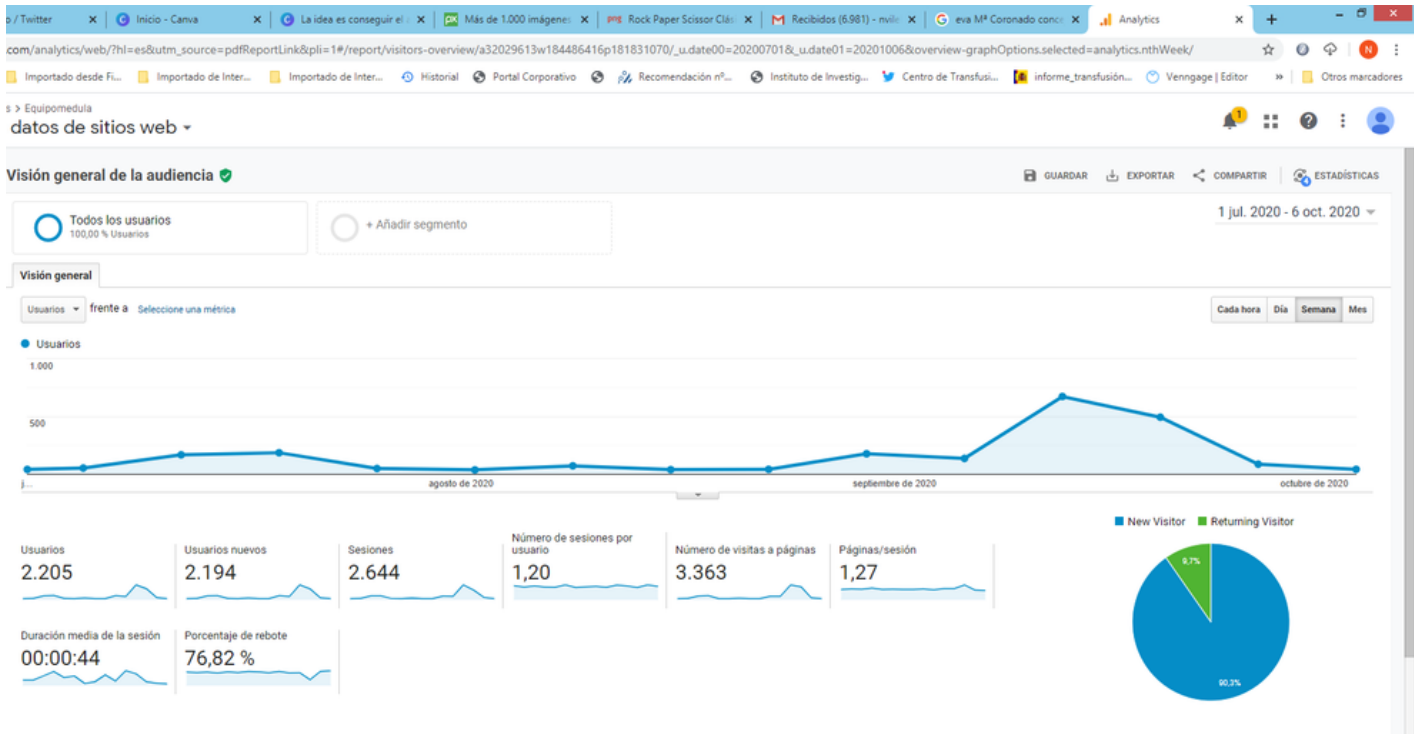 o / Twitter
Inicio - Canva
La idea es conseguir el
Más de 1.000 imágenes
Rock Paper Scissor Clás
Recibidos (6.981) - nvile
eva Mª Coronado conce
Analytics
.com/analytics/web/?hl=es&utm_source=pdfReportLink&pli=1#/report/visitors-overview/a32029613w184486416p181831070/_u.date00=20200701&_u.date01=20201006&overview-graphOptions.selected=analytics.nthWeek/
N
Importado desde Fi...
Importado de Inter...
Importado de Inter...
Historial
Portal Corporativo
Recomendación nº...
Instituto de Investig...
Centro de Transfusi...
informe_transfusión...
Venngage | Editor
»
Otros marcadores
s > Equipomedula
datos de sitios web
1
Visión general de la audiencia
GUARDAR
EXPORTAR
COMPARTIR
ESTADÍSTICAS
Todos los usuarios
100,00 % Usuarios
+ Añadir segmento
1 jul. 2020 - 6 oct. 2020
Visión general
Usuarios frente a Seleccione una métrica
Cada hora Día Semana Mes
Usuarios
1.000
500
j...
agosto de 2020
septiembre de 2020
octubre de 2020
New Visitor
Returning Visitor
Usuarios
2.205
Usuarios nuevos
2.194
Sesiones
2.644
Número de sesiones por
usuario
1,20
Número de visitas a páginas
3.363
Páginas/sesión
1,27
9,7%
90,3%
Duración media de la sesión
00:00:44
Porcentaje de rebote
76,82 %